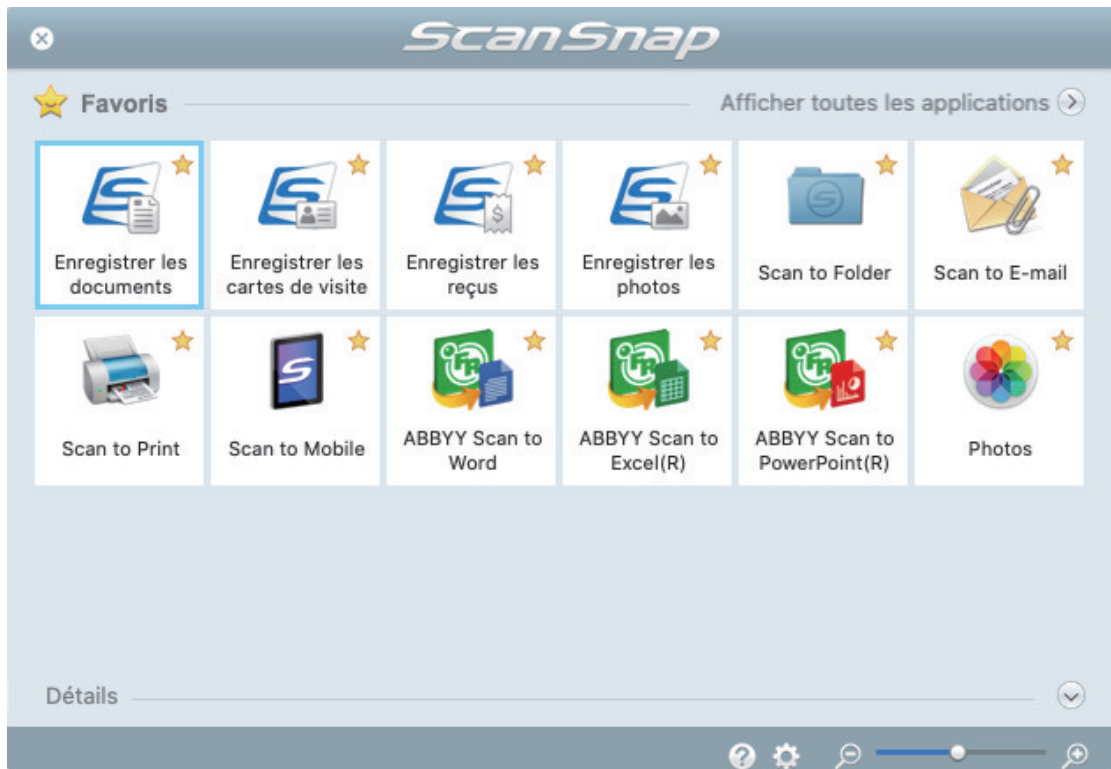 ScanSnap
Favoris
Afficher toutes les applications
Enregistrer les
documents
Enregistrer les
cartes de visite
Enregistrer les
reçus
Enregistrer les
photos
Scan to Folder
Scan to E-mail
Scan to Print
Scan to Mobile
ABBYY Scan to
Word
ABBYY Scan to
Excel(R)
ABBYY Scan to
PowerPoint(R)
Photos
Détails